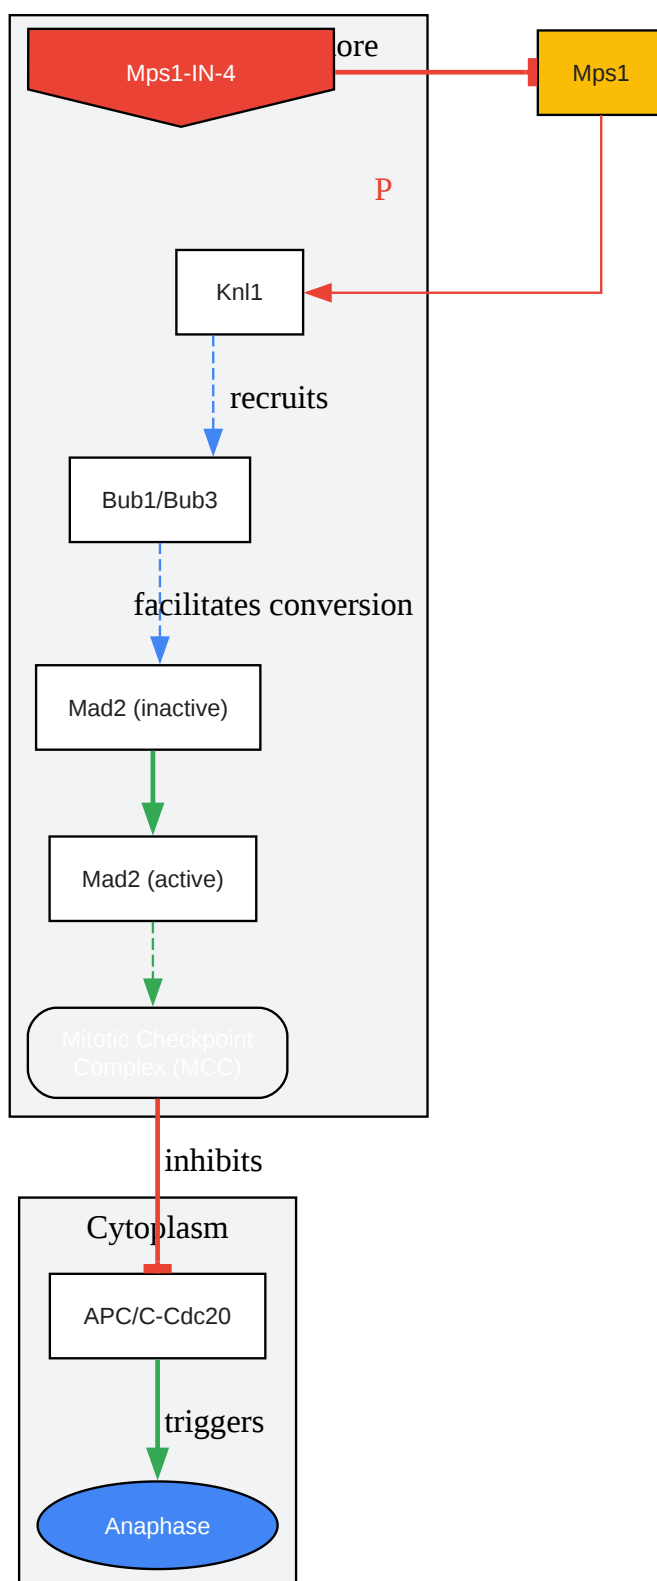 Mps1-IN-4
Mps1
P
Knl1
recruits
Bub1/Bub3
facilitates conversion
Mad2 (inactive)
Mad2 (active)
Mitotic Checkpoint
Complex (MCC)
inhibits
Cytoplasm
APC/C-Cdc20
triggers
Anaphase